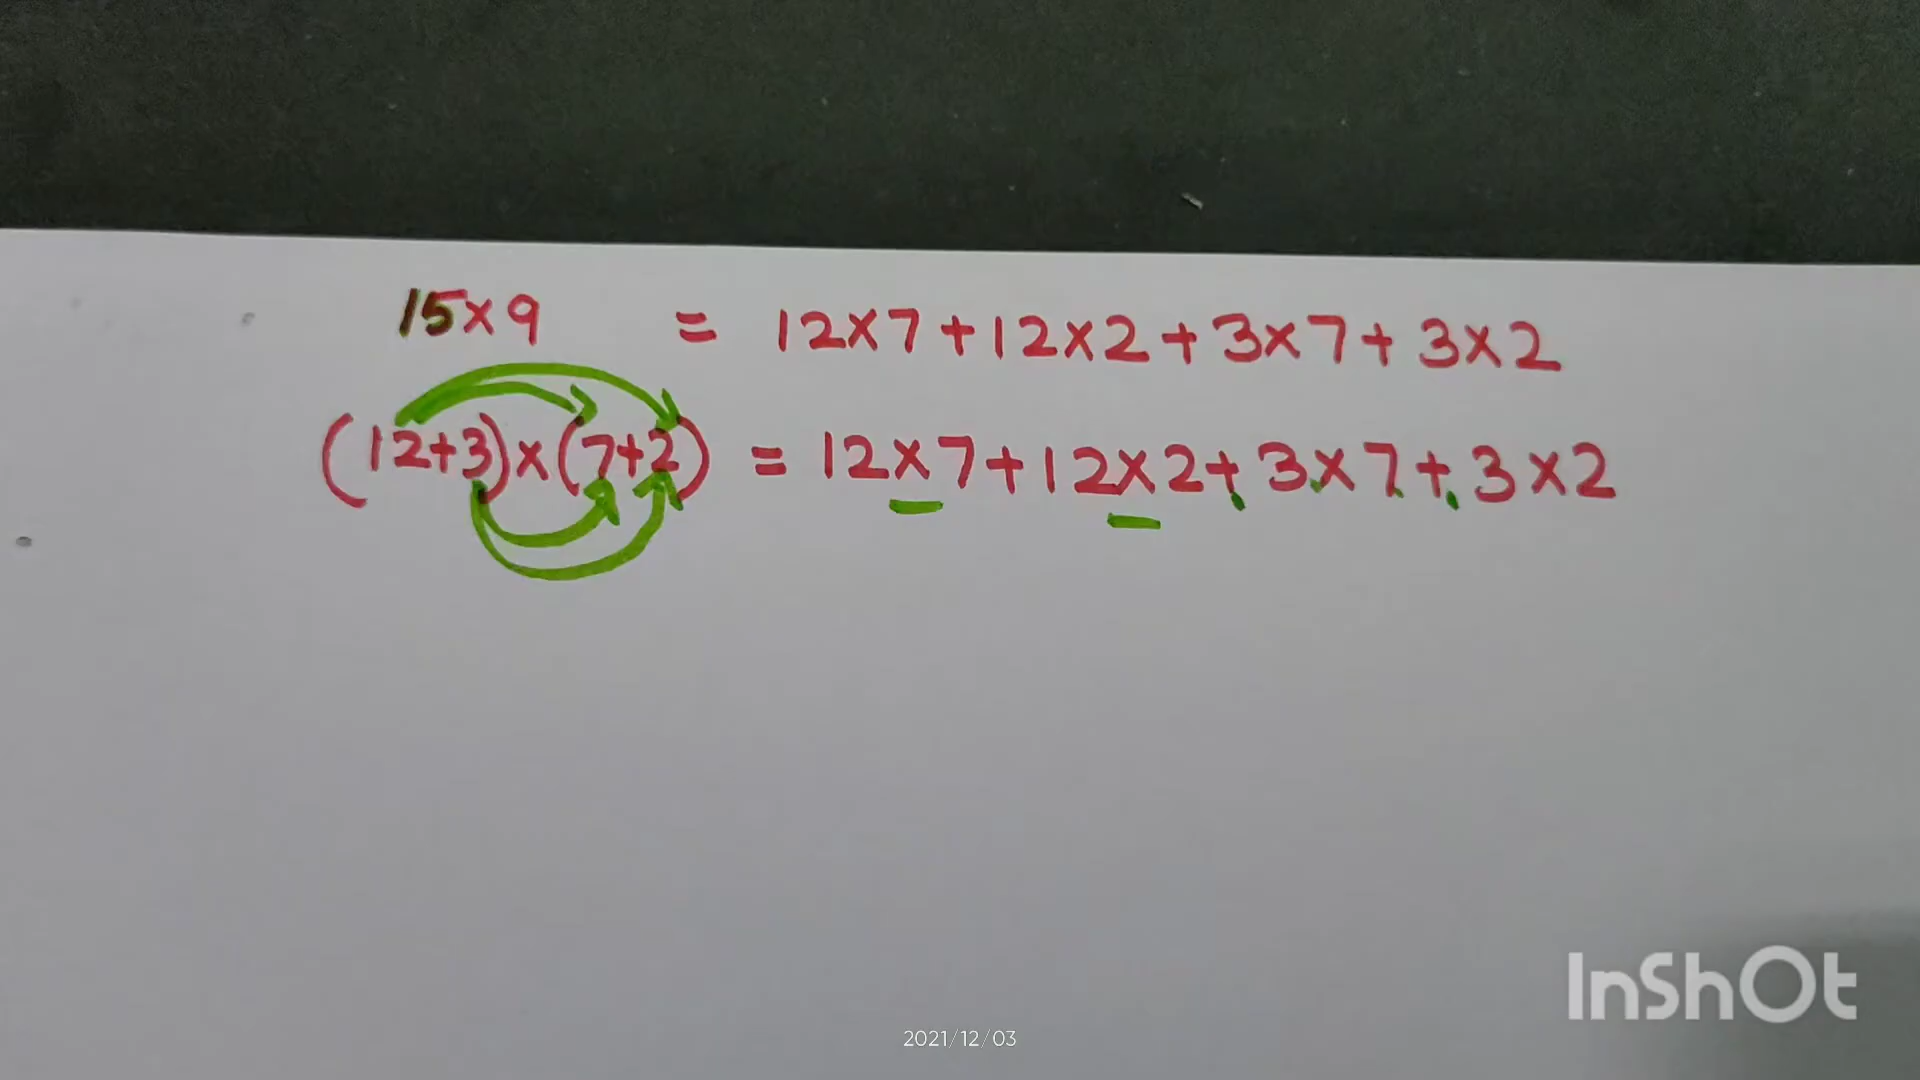 15×9 = 12×7+12×2+3×7+3×2
(12+3)×(7+2) = 12×7+12×2+3×7+3×2
InShOt
2021/12/03